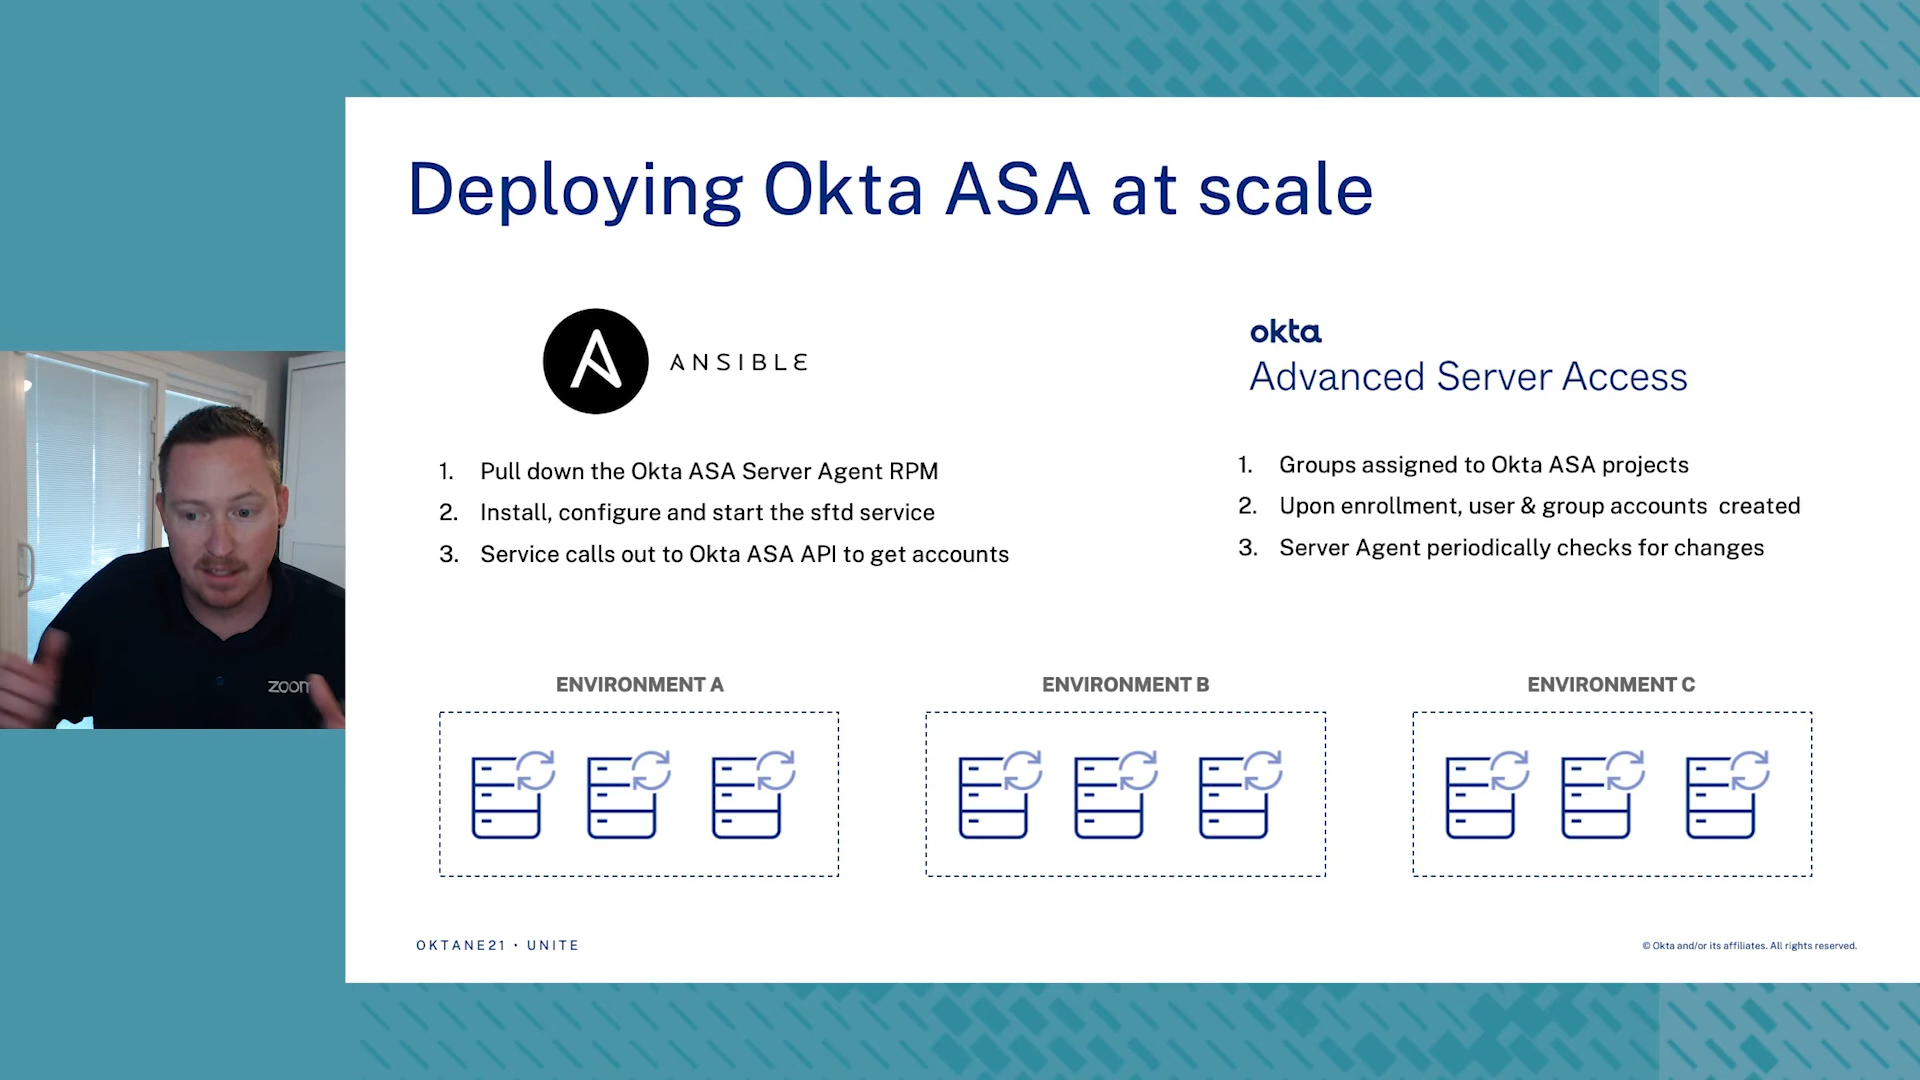 Deploying Okta ASA at scale
ANSIBLE
1. Pull down the Okta ASA Server Agent RPM
2. Install, configure and start the sftd service
3. Service calls out to Okta ASA API to get accounts
okta
Advanced Server Access
1. Groups assigned to Okta ASA projects
2. Upon enrollment, user & group accounts created
3. Server Agent periodically checks for changes
zoom
ENVIRONMENT A
ENVIRONMENT B
ENVIRONMENT C
OKTANE21 • UNITE
© Okta and/or its affiliates. All rights reserved.